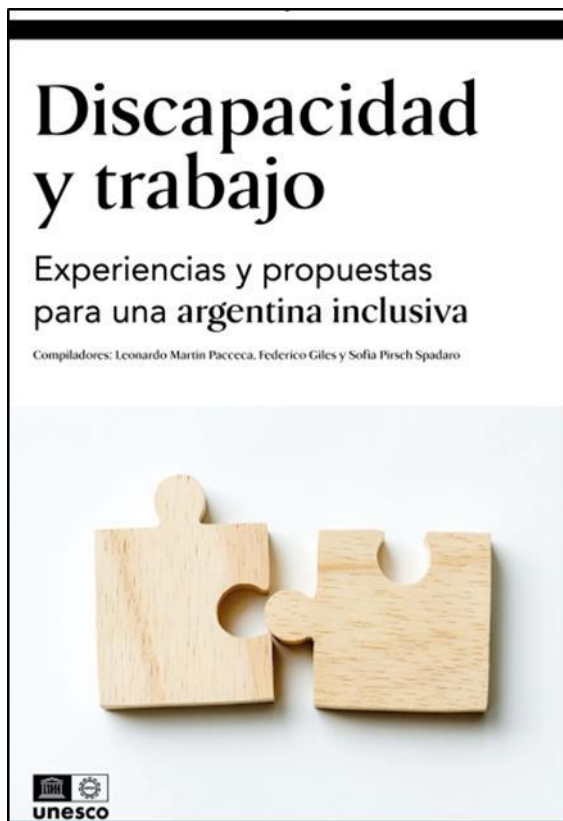 Discapacidad
y trabajo
Experiencias y propuestas
para una argentina inclusiva
Compiladores: Leonardo Martín Pacceca, Federico Giles y Sofía Pirsch Spadaro
unesco